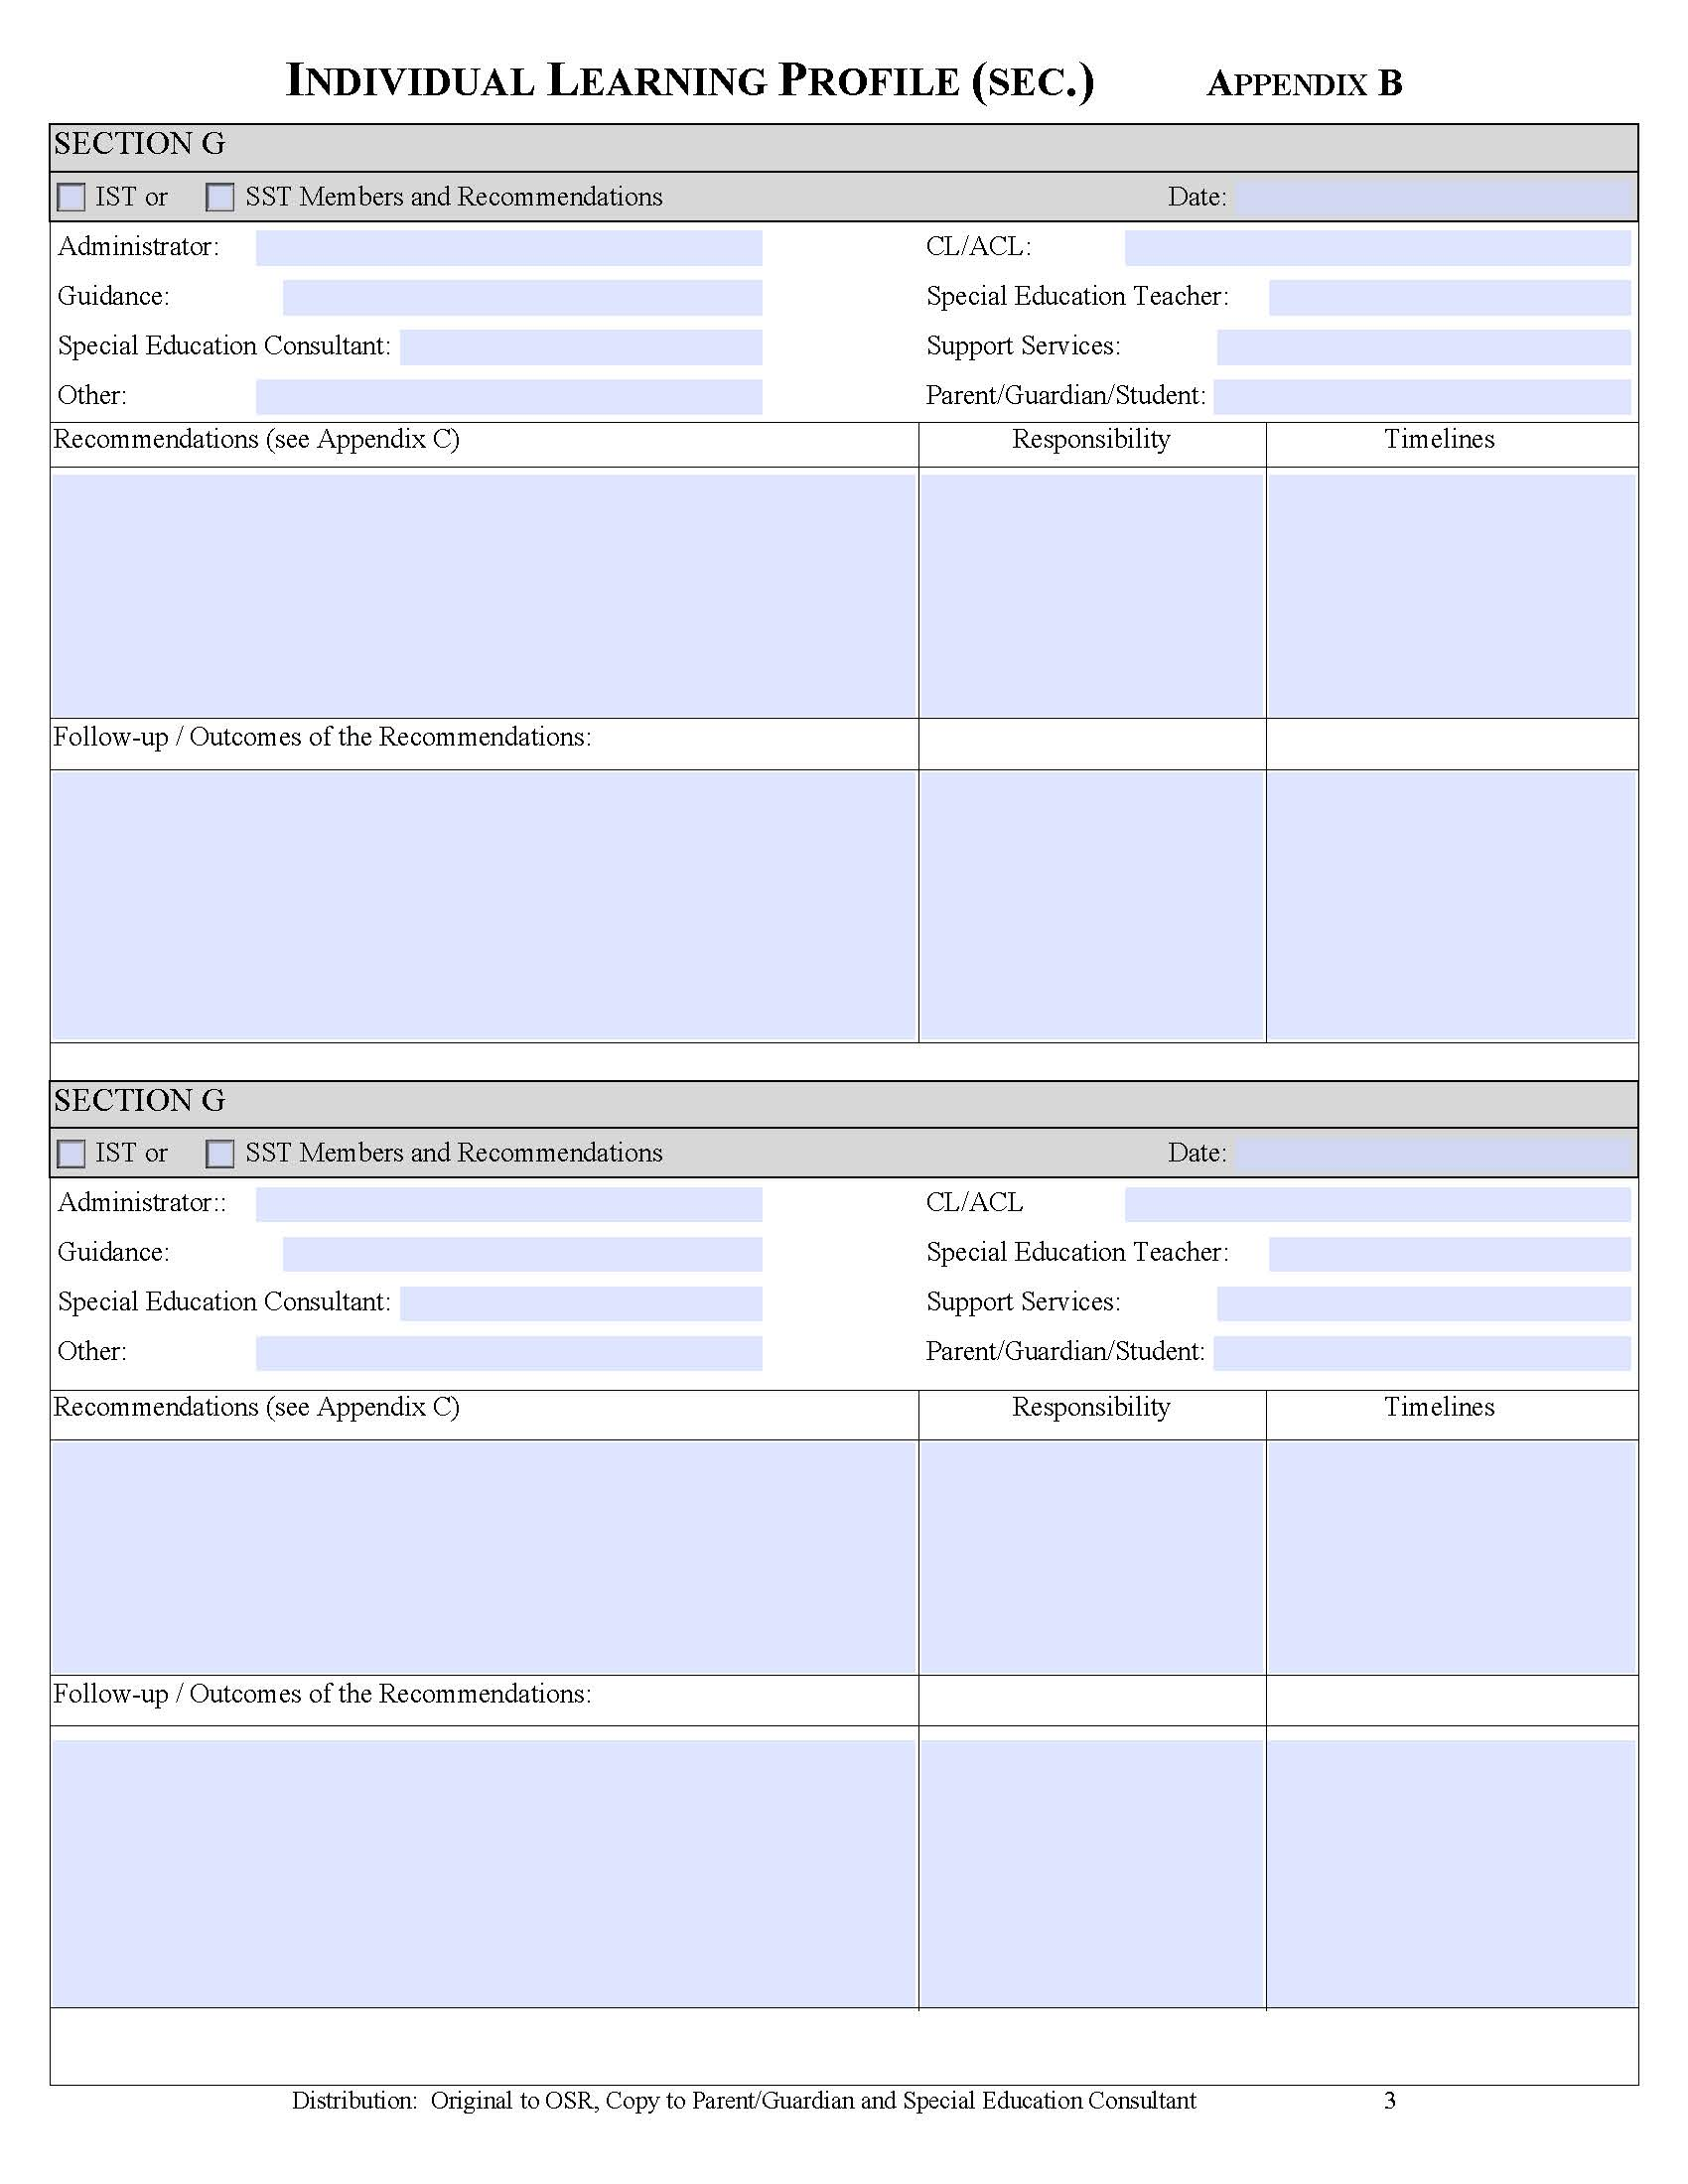 INDIVIDUAL LEARNING PROFILE (SEC.) APPENDIX B
SECTION G
IST or SST Members and Recommendations Date:
Administrator: CL/ACL:
Guidance: Special Education Teacher:
Special Education Consultant: Support Services:
Other: Parent/Guardian/Student:
Recommendations (see Appendix C) Responsibility Timelines
Follow-up / Outcomes of the Recommendations:
SECTION G
IST or SST Members and Recommendations Date:
Administrator:: CL/ACL
Guidance: Special Education Teacher:
Special Education Consultant: Support Services:
Other: Parent/Guardian/Student:
Recommendations (see Appendix C) Responsibility Timelines
Follow-up / Outcomes of the Recommendations:
Distribution: Original to OSR, Copy to Parent/Guardian and Special Education Consultant 3